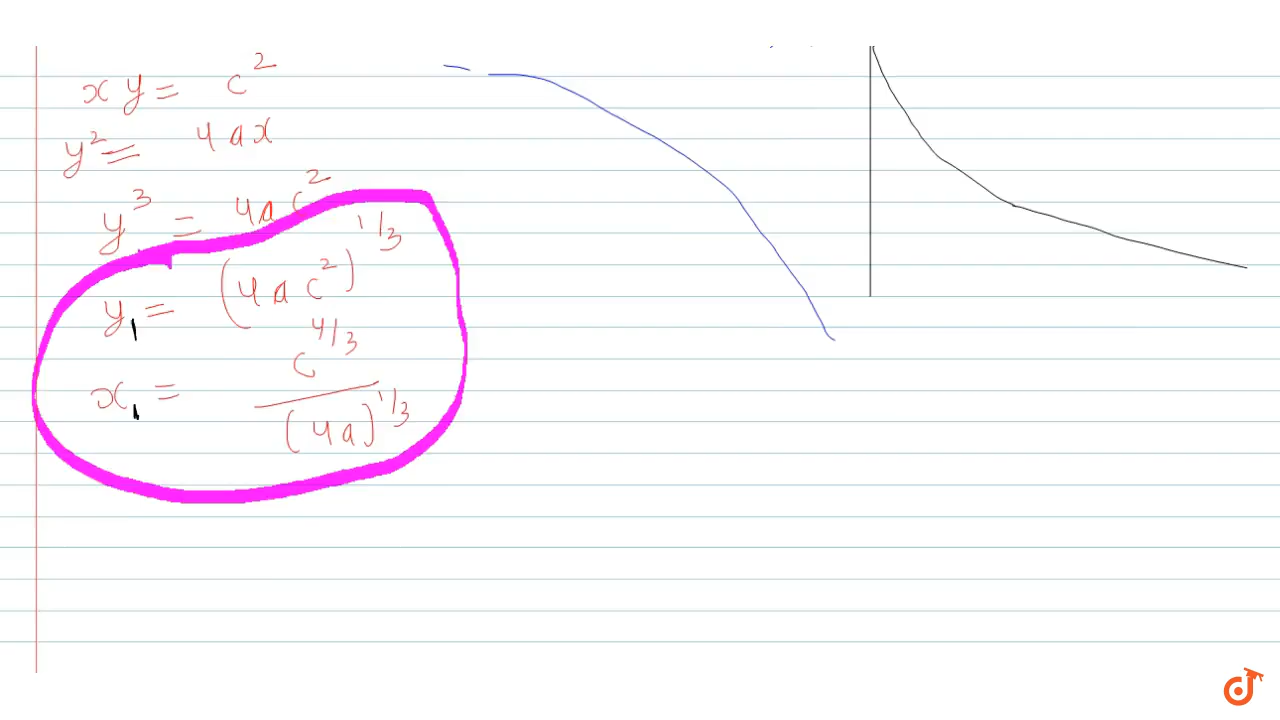 xy = c²
y² = 4ax
y³ = 4ac²
y₁ = (4ac²)^1/3
x₁ = c^4/3 / (4a)^1/3